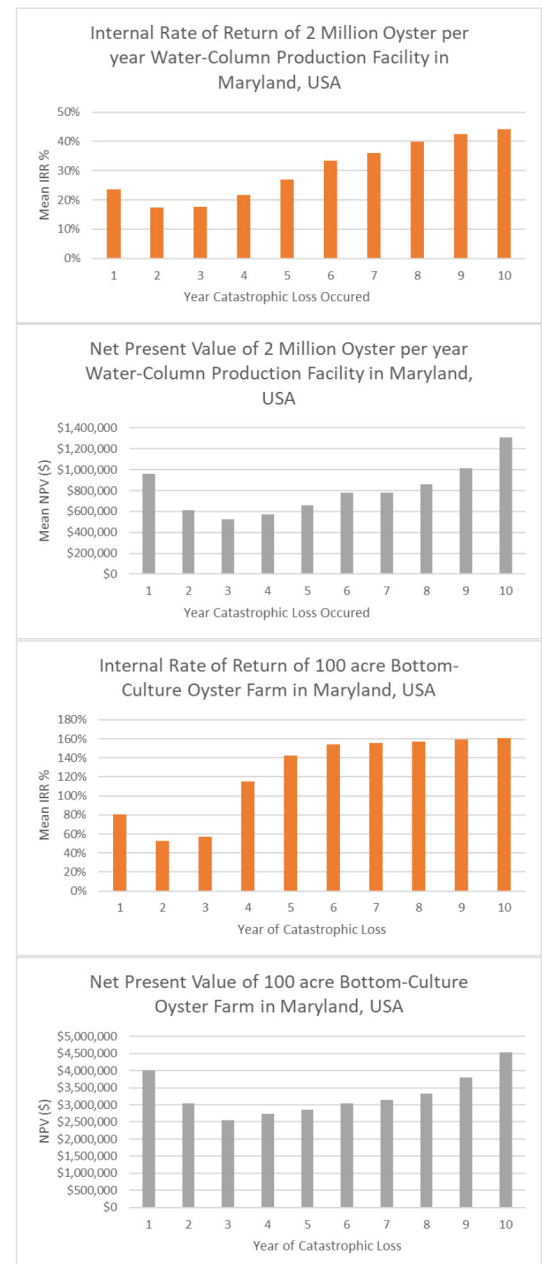 Internal Rate of Return of 2 Million Oyster per
year Water-Column Production Facility in
Maryland, USA
50%
40%
30%
20%
10%
0%
Mean IRR %
1 2 3 4 5 6 7 8 9 10
Year Catastrophic Loss Occured
Net Present Value of 2 Million Oyster per year
Water-Column Production Facility in Maryland,
USA
$1,400,000
$1,200,000
$1,000,000
$800,000
$600,000
$400,000
$200,000
$0
Mean NPV ($)
1 2 3 4 5 6 7 8 9 10
Year Catastrophic Loss Occured
Internal Rate of Return of 100 acre Bottom-
Culture Oyster Farm in Maryland, USA
180%
160%
140%
120%
100%
80%
60%
40%
20%
0%
Mean IRR %
1 2 3 4 5 6 7 8 9 10
Year of Catastrophic Loss
Net Present Value of 100 acre Bottom-Culture
Oyster Farm in Maryland, USA
$5,000,000
$4,500,000
$4,000,000
$3,500,000
$3,000,000
$2,500,000
$2,000,000
$1,500,000
$1,000,000
$500,000
$0
NPV ($)
1 2 3 4 5 6 7 8 9 10
Year of Catastrophic Loss